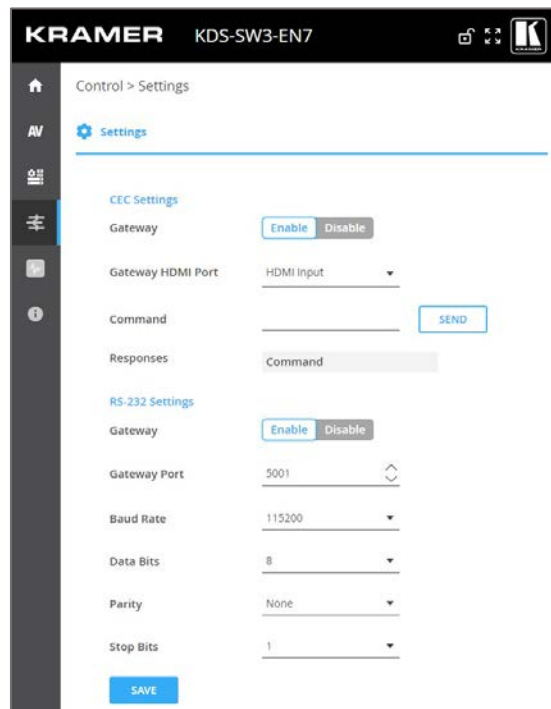 KRAMER KDS-SW3-EN7
Control > Settings
AV Settings
CEC Settings
Gateway Enable Disable
Gateway HDMI Port HDMI Input
Command SEND
Responses Command
RS-232 Settings
Gateway Enable Disable
Gateway Port 5001
Baud Rate 115200
Data Bits 8
Parity None
Stop Bits 1
SAVE